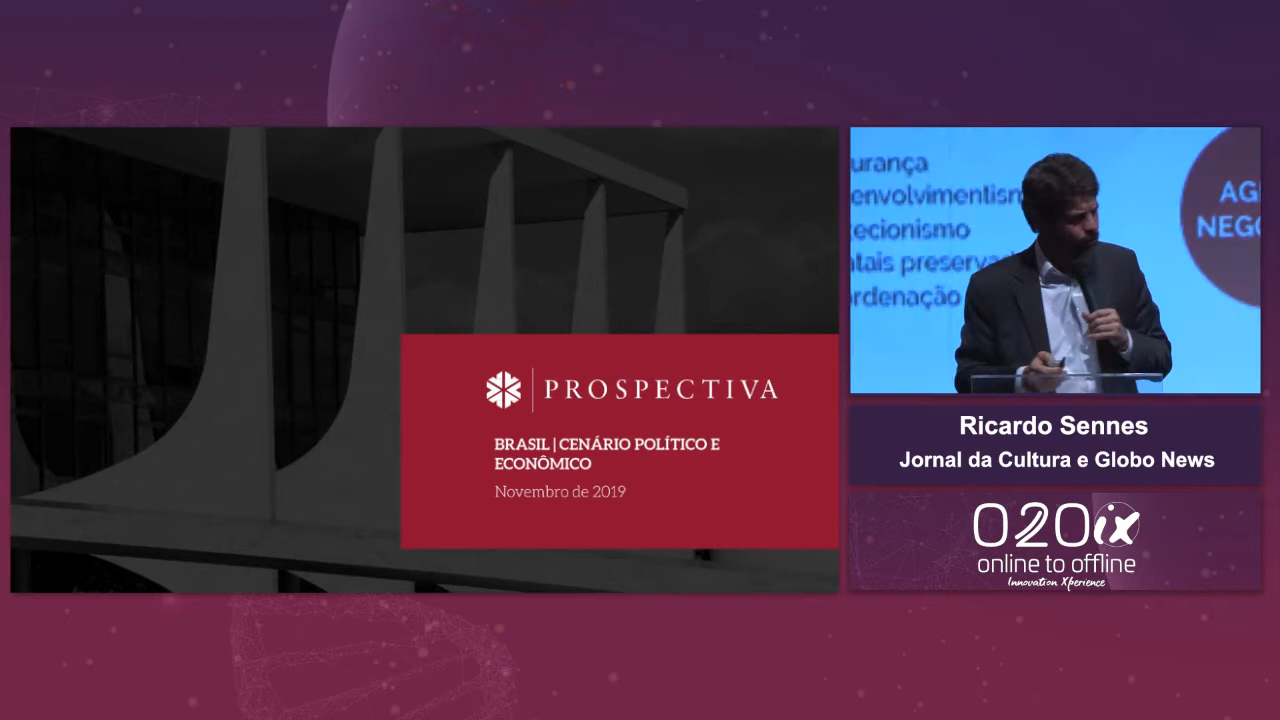 PROSPECTIVA
BRASIL | CENÁRIO POLÍTICO E
ECONÔMICO
Novembro de 2019
urança
envolvimentism
ecionismo
ntais preserva
ordenação
AG
NEG
Ricardo Sennes
Jornal da Cultura e Globo News
O2Oix
online to offline
Innovation Xperience